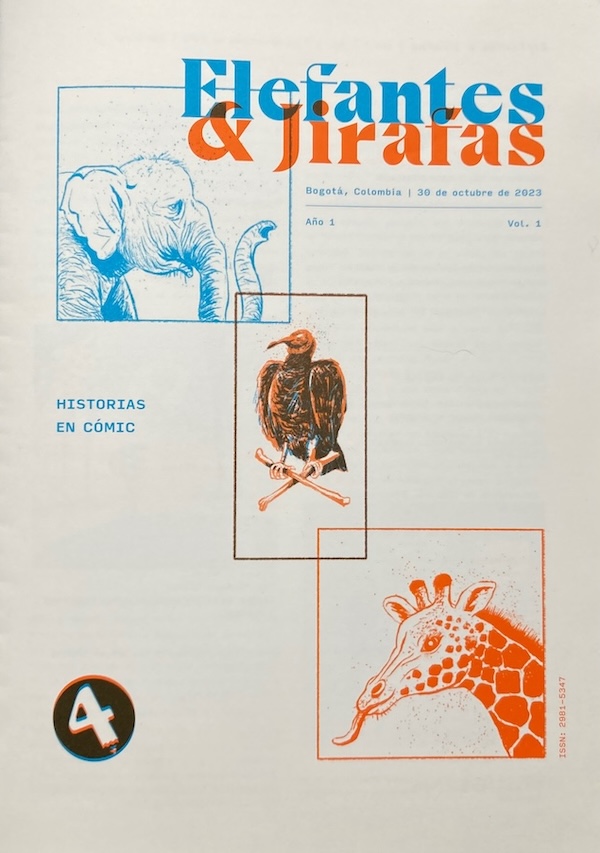 Elefantes
& Jirafas
Bogotá, Colombia | 30 de octubre de 2023
Año 1
Vol. 1
HISTORIAS
EN CÓMIC
4
ISSN: 2981-5347